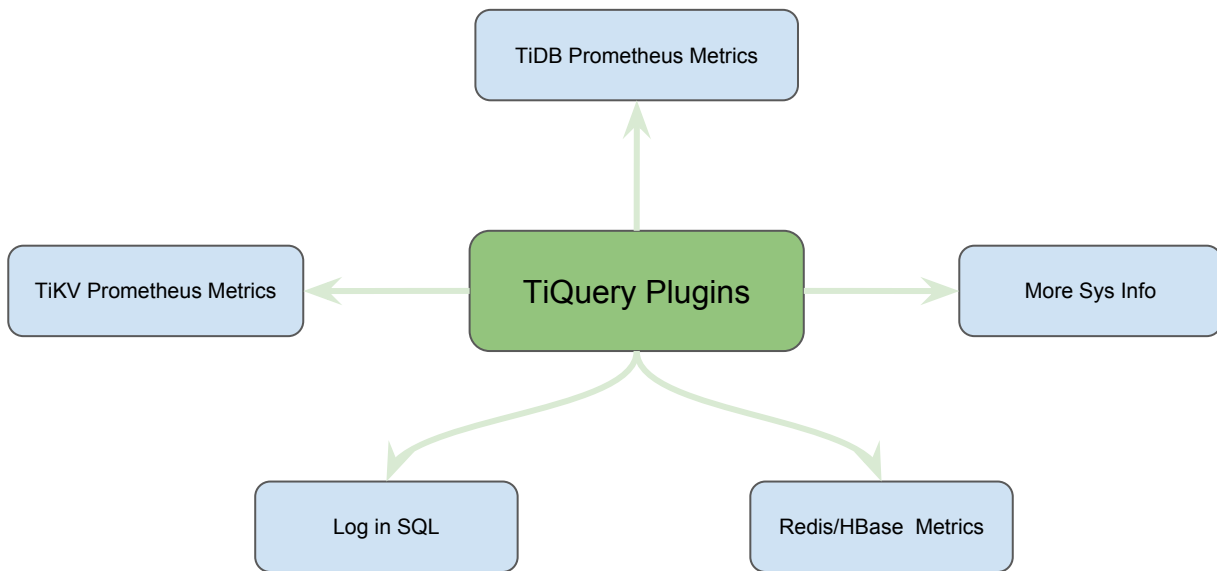 TiDB Prometheus Metrics
TiKV Prometheus Metrics
TiQuery Plugins
More Sys Info
Log in SQL
Redis/HBase  Metrics